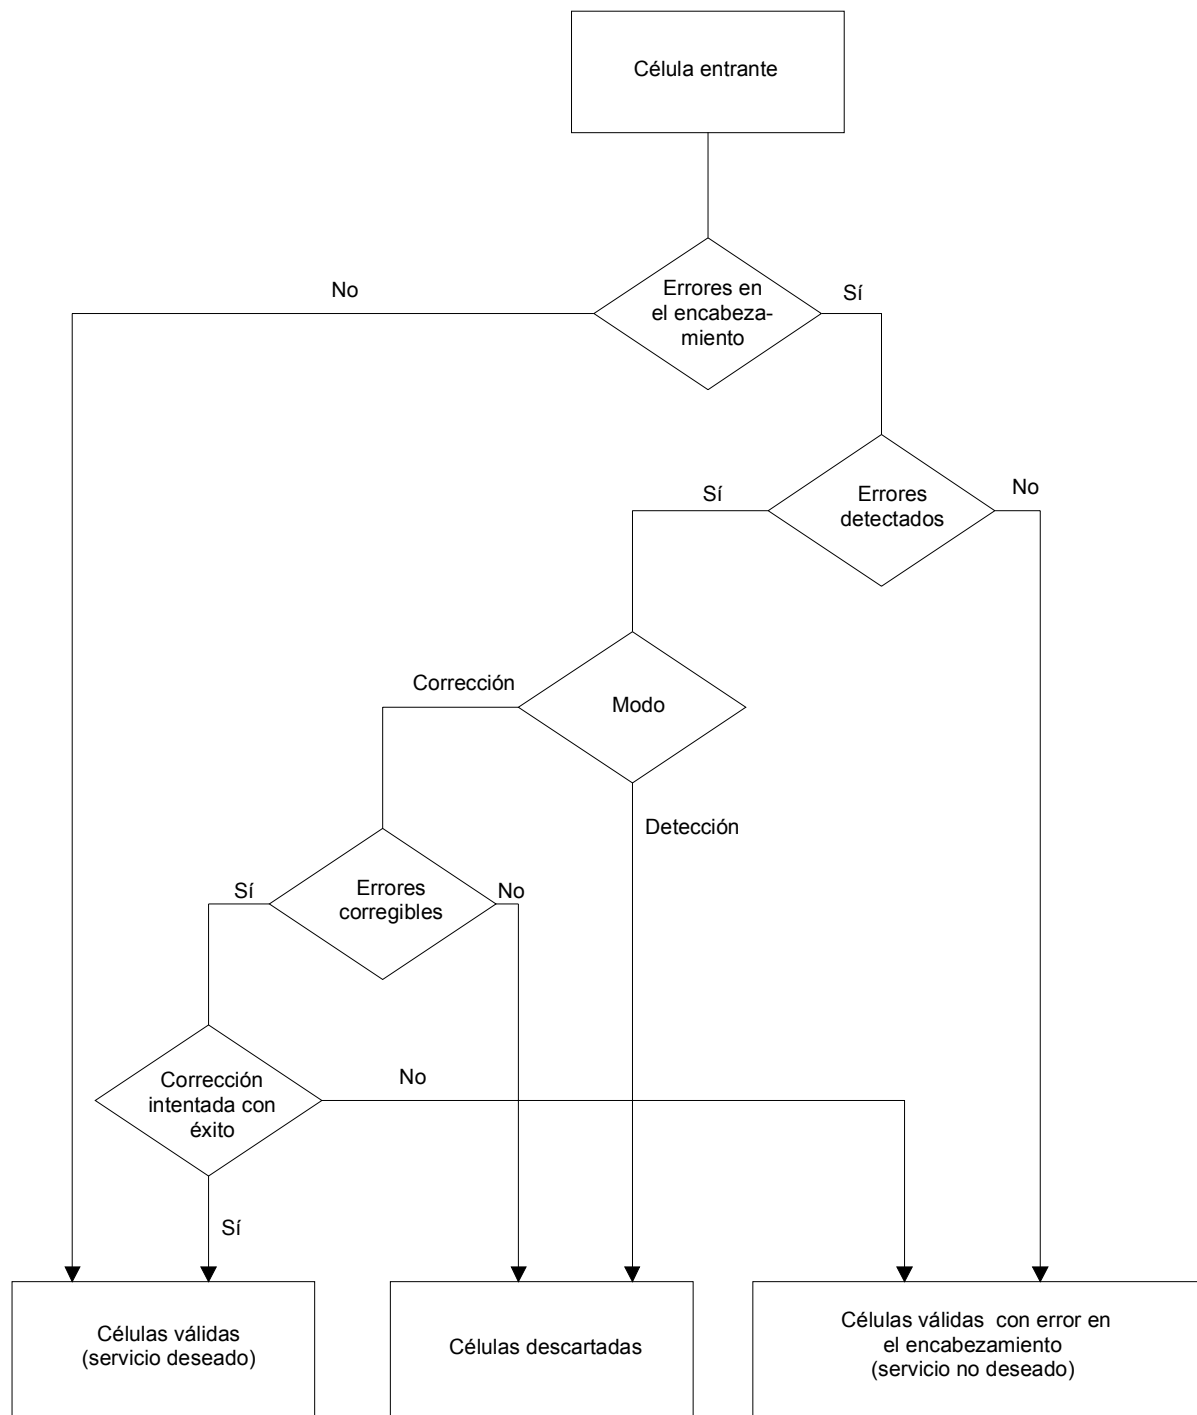 Célula entrante
No
Errores en
el encabeza-
miento
Sí
Sí
Errores
detectados
No
Corrección
Modo
Detección
Sí
Errores
corregibles
No
Corrección
intentada con
éxito
No
Sí
Células válidas
(servicio deseado)
Células descartadas
Células válidas con error en
el encabezamiento
(servicio no deseado)